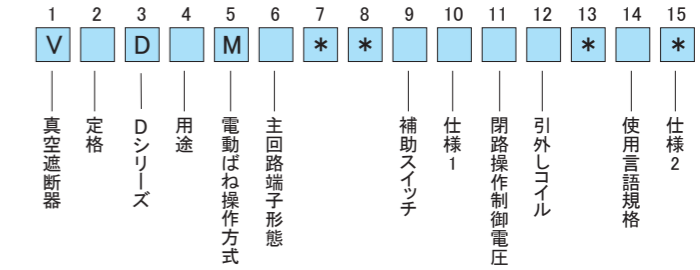 1 2 3 4 5 6 7 8 9 10 11 12 13 14 15
V D M * * * *
真空遮断器
定格
Dシリーズ
用途
電動ばね操作方式
主回路端子形態
補助スイッチ
仕様1
閉路操作制御電圧
引外しコイル
使用言語規格
仕様2